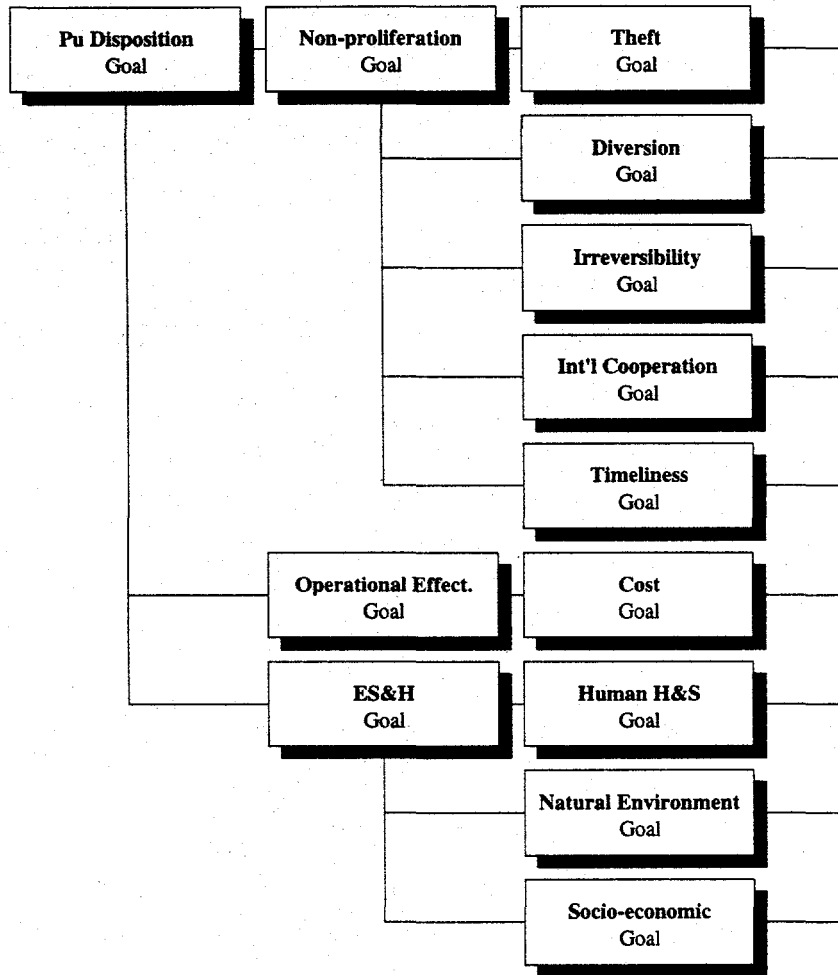 Pu Disposition
Goal
Non-proliferation
Goal
Theft
Goal
Diversion
Goal
Irreversibility
Goal
Int'l Cooperation
Goal
Timeliness
Goal
Operational Effect.
Goal
Cost
Goal
ES&H
Goal
Human H&S
Goal
Natural Environment
Goal
Socio-economic
Goal